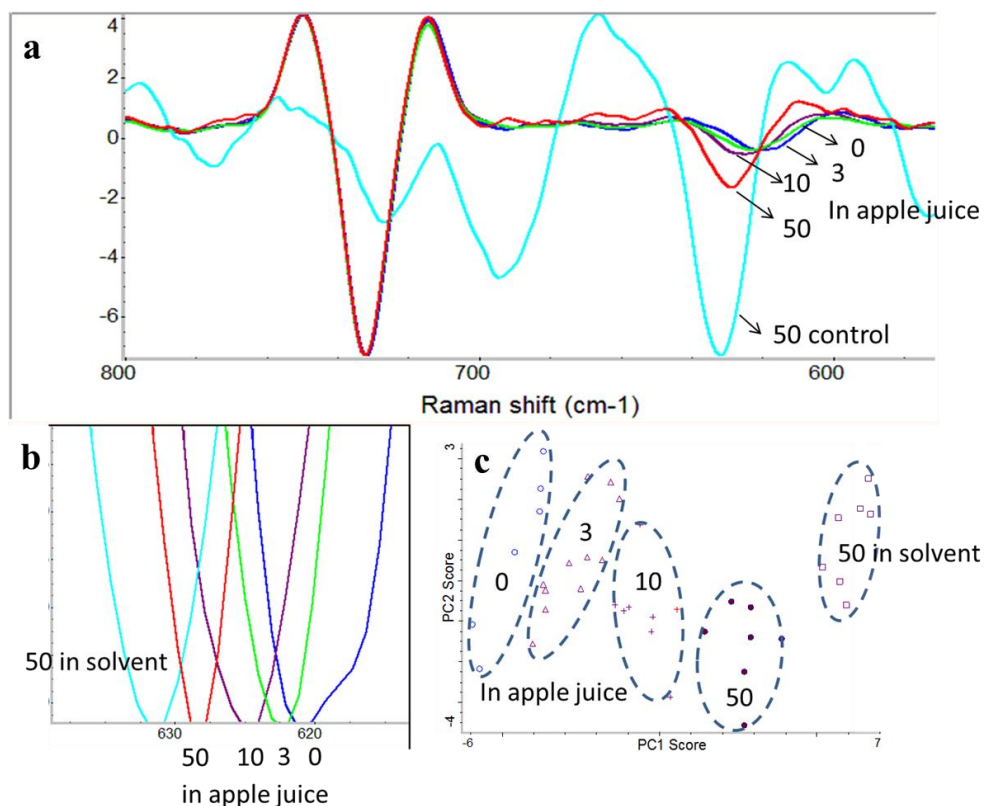 a
4
2
0
-2
-4
-6
0
10 3
In apple juice
50
50 control
800 700 600
Raman shift (cm-1)
b
50 in solvent
630 620
50 10 3 0
in apple juice
c
3
3
50 in solvent
0 10
PC2 Score
In apple juice
50
-4
-6 PC1 Score 7